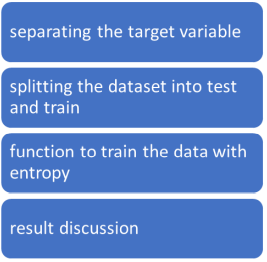 separating the target variable
splitting the dataset into test
and train
function to train the data with
entropy
result discussion